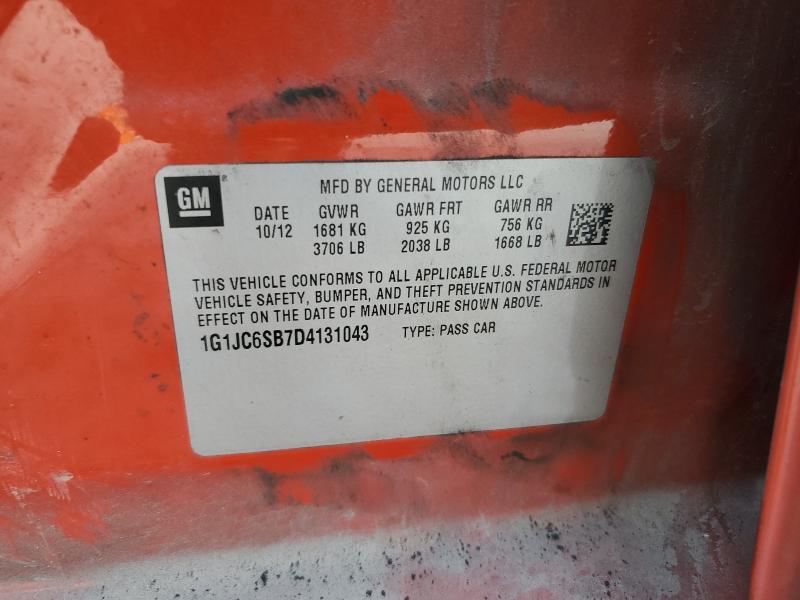 GM
MFD BY GENERAL MOTORS LLC
DATE GVWR GAWR FRT GAWR RR
10/12 1681 KG 925 KG 756 KG
3706 LB 2038 LB 1668 LB
THIS VEHICLE CONFORMS TO ALL APPLICABLE U.S. FEDERAL MOTOR
VEHICLE SAFETY, BUMPER, AND THEFT PREVENTION STANDARDS IN
EFFECT ON THE DATE OF MANUFACTURE SHOWN ABOVE.
1G1JC6SB7D4131043 TYPE: PASS CAR